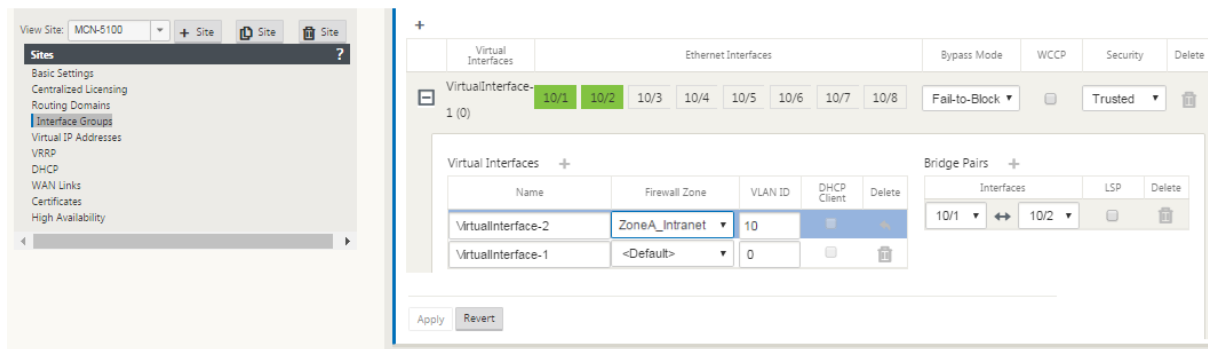 View Site: MCN-5100 + Site Site Site
Sites ?
Basic Settings
Centralized Licensing
Routing Domains
Interface Groups
Virtual IP Addresses
VRRP
DHCP
WAN Links
Certificates
High Availability
+
Virtual Interfaces Ethernet Interfaces Bypass Mode WCCP Security Delete
VirtualInterface-1 (0) 10/1 10/2 10/3 10/4 10/5 10/6 10/7 10/8 Fail-to-Block Trusted
Virtual Interfaces + Bridge Pairs +
Name Firewall Zone VLAN ID DHCP Client Delete Interfaces LSP Delete
VirtualInterface-2 ZoneA_Intranet 10 10/1 10/2
VirtualInterface-1 <Default> 0
Apply Revert